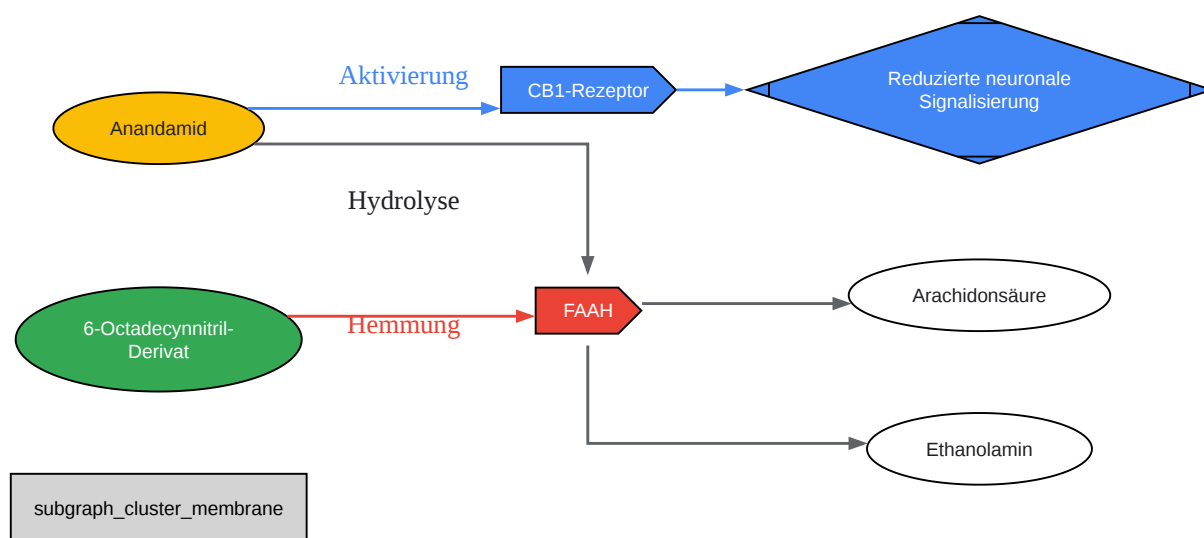 Aktivierung
CB1-Rezeptor
Reduzierte neuronale
Signalisierung
Anandamid
Hydrolyse
6-Octadecynnitril-
Derivat
Hemmung
FAAH
Arachidonsäure
Ethanolamin
subgraph_cluster_membrane